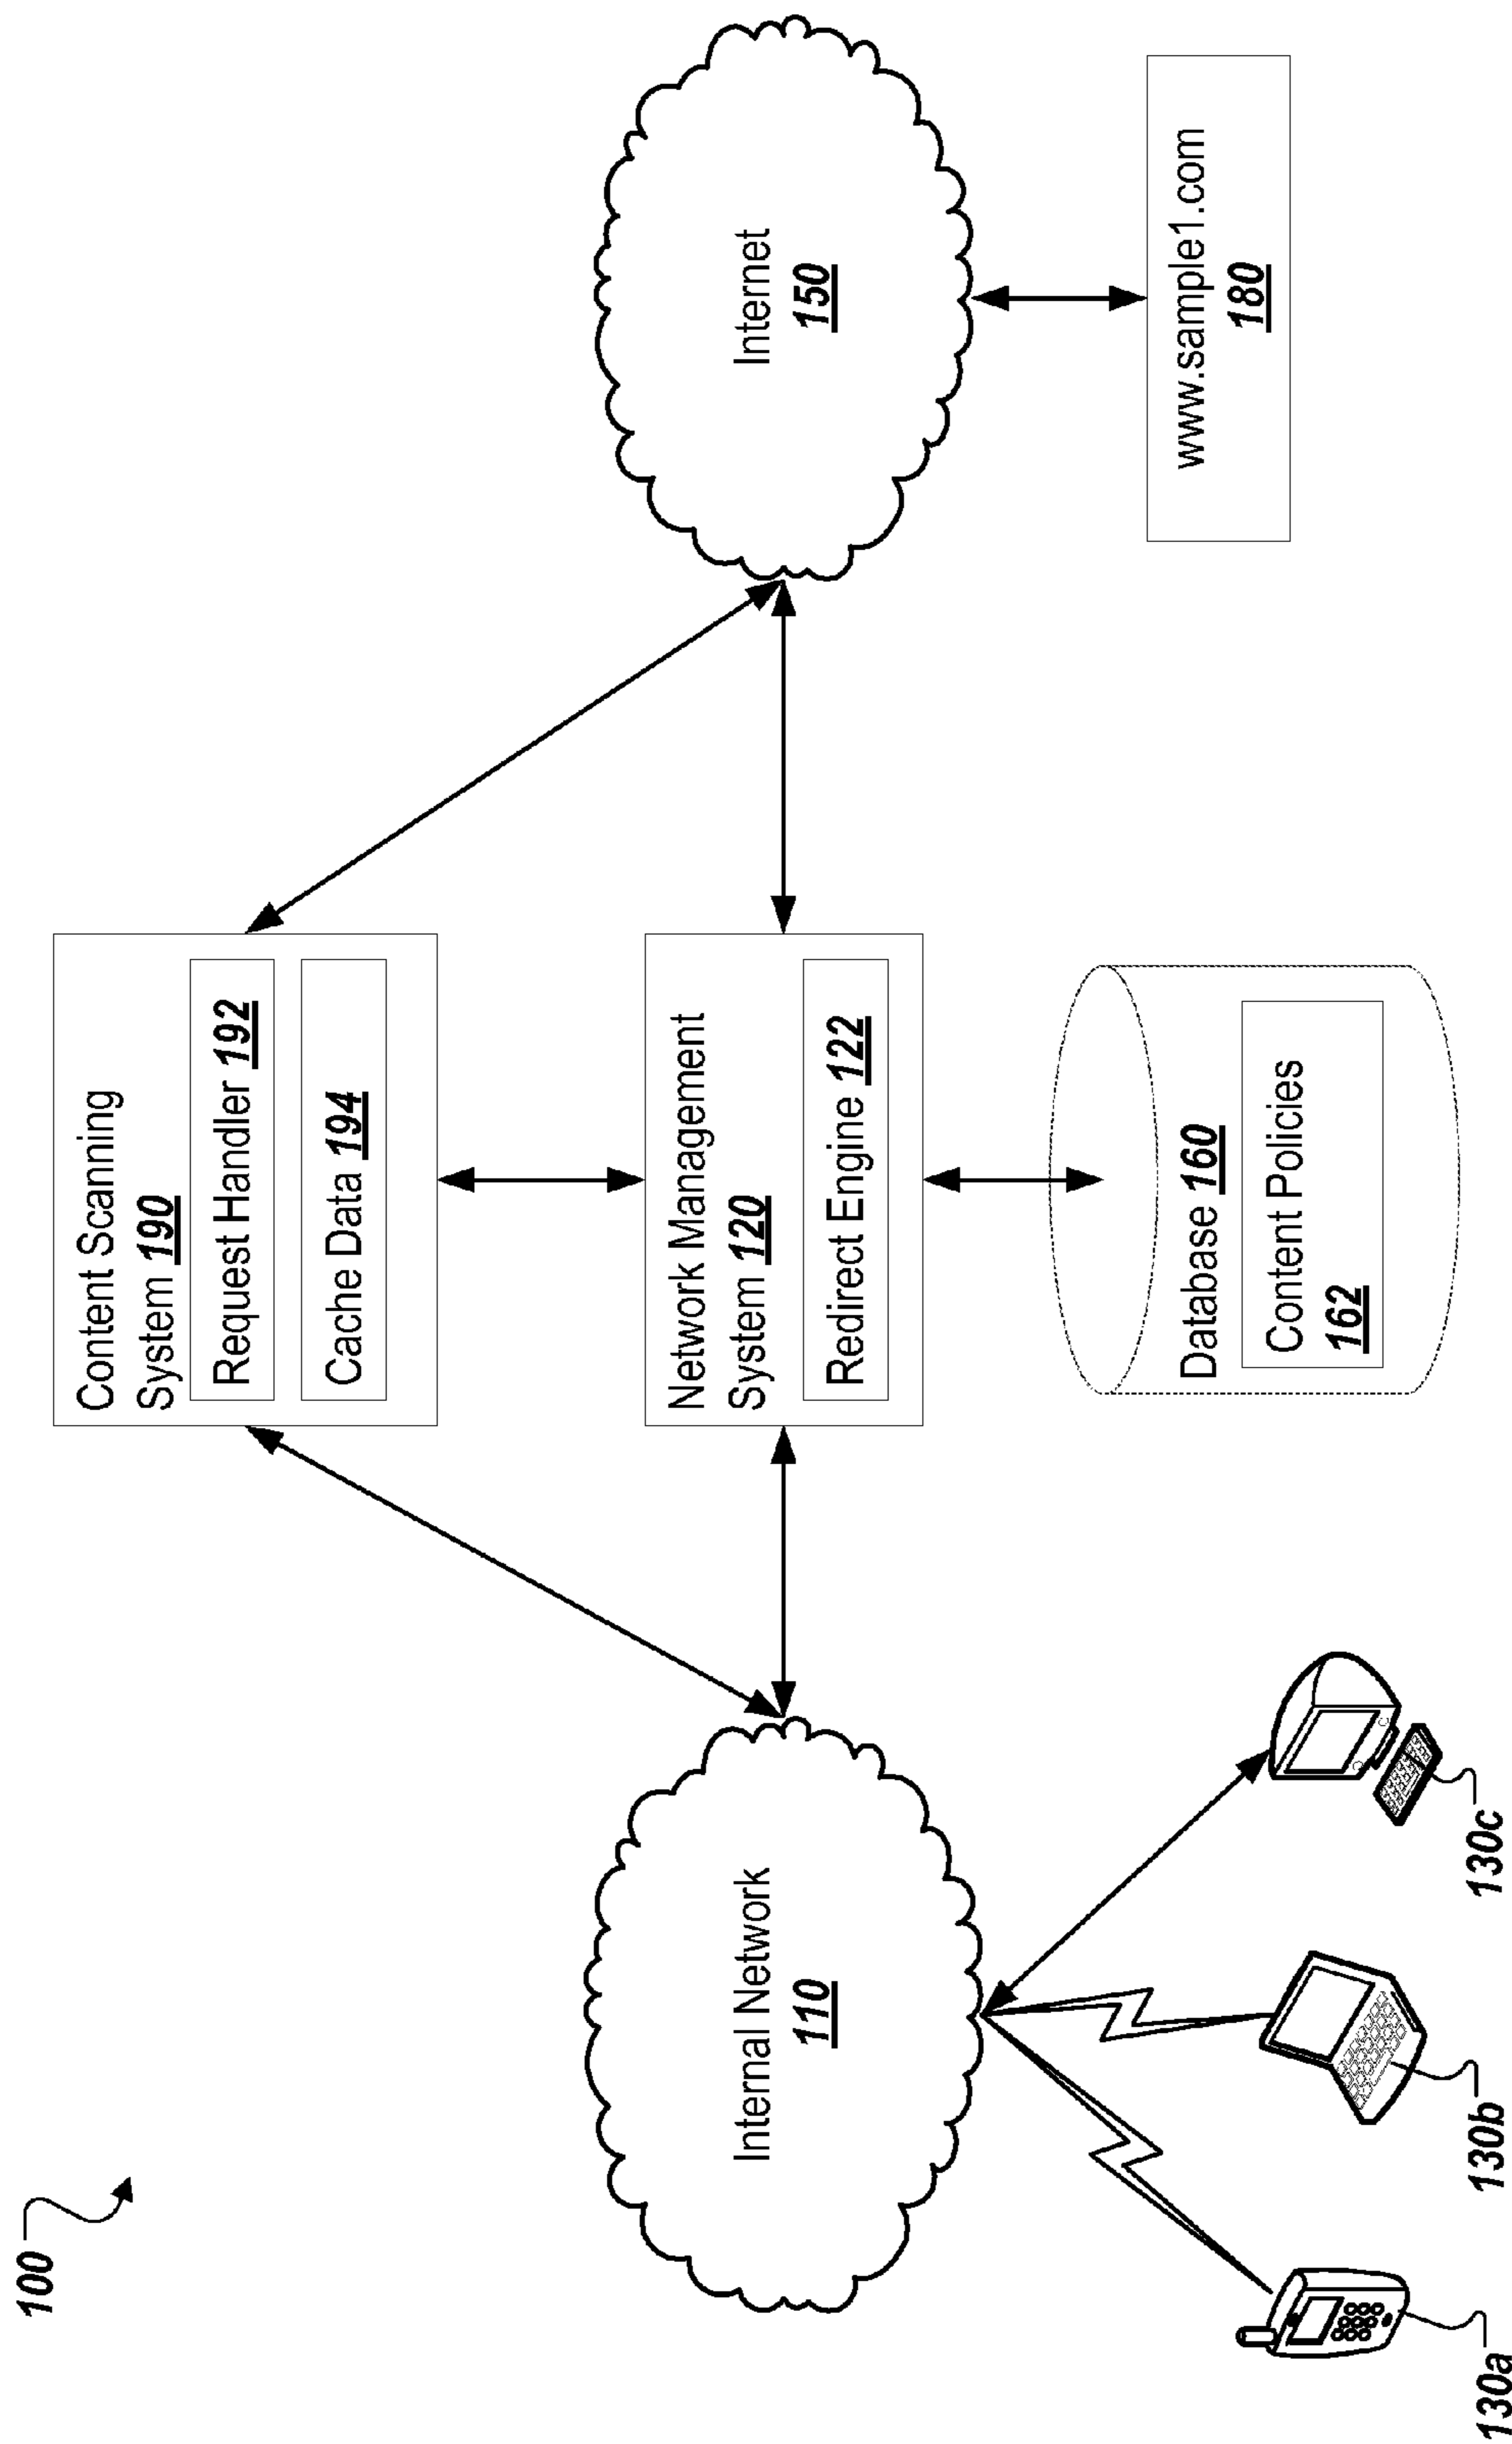 100
Content Scanning
System 190
Request Handler 192
Cache Data 194
Internal Network
110
Network Management
System 120
Redirect Engine 122
Internet
150
Database 160
Content Policies
162
www.sample1.com
180
130a
130b
130c